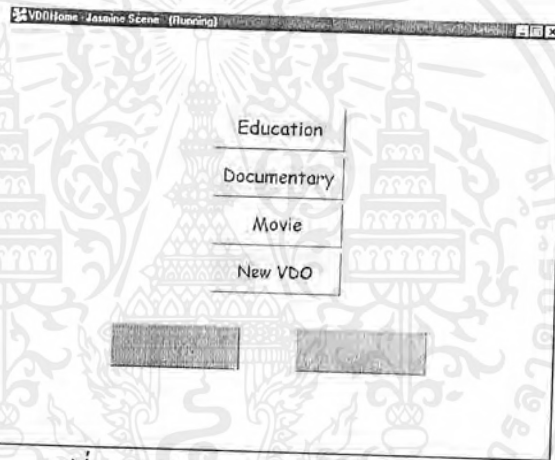 VDOHome - Jasmine Scene (Running)
Education
Documentary
Movie
New VDO